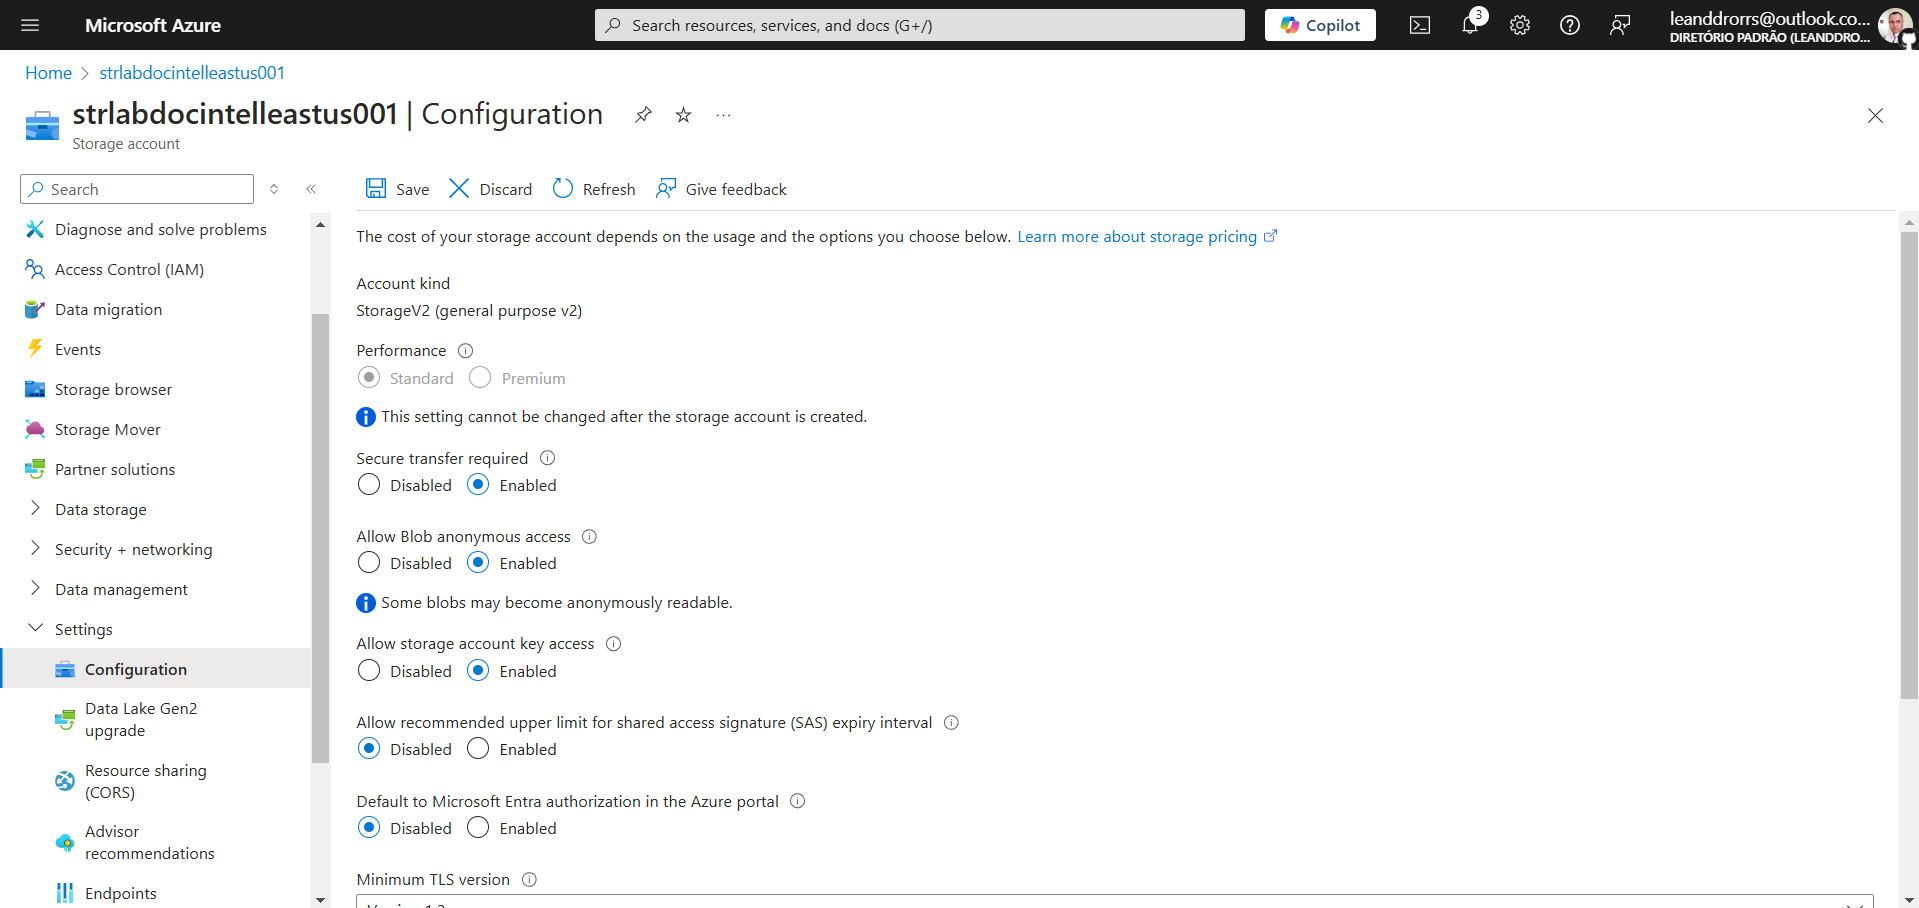 Microsoft Azure
Search resources, services, and docs (G+/)
Copilot
3
leanddrorrs@outlook.co...
DIRETÓRIO PADRÃO (LEANDDRO...
Home > strlabdocintelleastus001
strlabdocintelleastus001 | Configuration
Storage account
Search
Diagnose and solve problems
Access Control (IAM)
Data migration
Events
Storage browser
Storage Mover
Partner solutions
Data storage
Security + networking
Data management
Settings
Configuration
Data Lake Gen2
upgrade
Resource sharing
(CORS)
Advisor
recommendations
Endpoints
Save
Discard
Refresh
Give feedback
The cost of your storage account depends on the usage and the options you choose below. Learn more about storage pricing
Account kind
StorageV2 (general purpose v2)
Performance
Standard Premium
This setting cannot be changed after the storage account is created.
Secure transfer required
Disabled Enabled
Allow Blob anonymous access
Disabled Enabled
Some blobs may become anonymously readable.
Allow storage account key access
Disabled Enabled
Allow recommended upper limit for shared access signature (SAS) expiry interval
Disabled Enabled
Default to Microsoft Entra authorization in the Azure portal
Disabled Enabled
Minimum TLS version